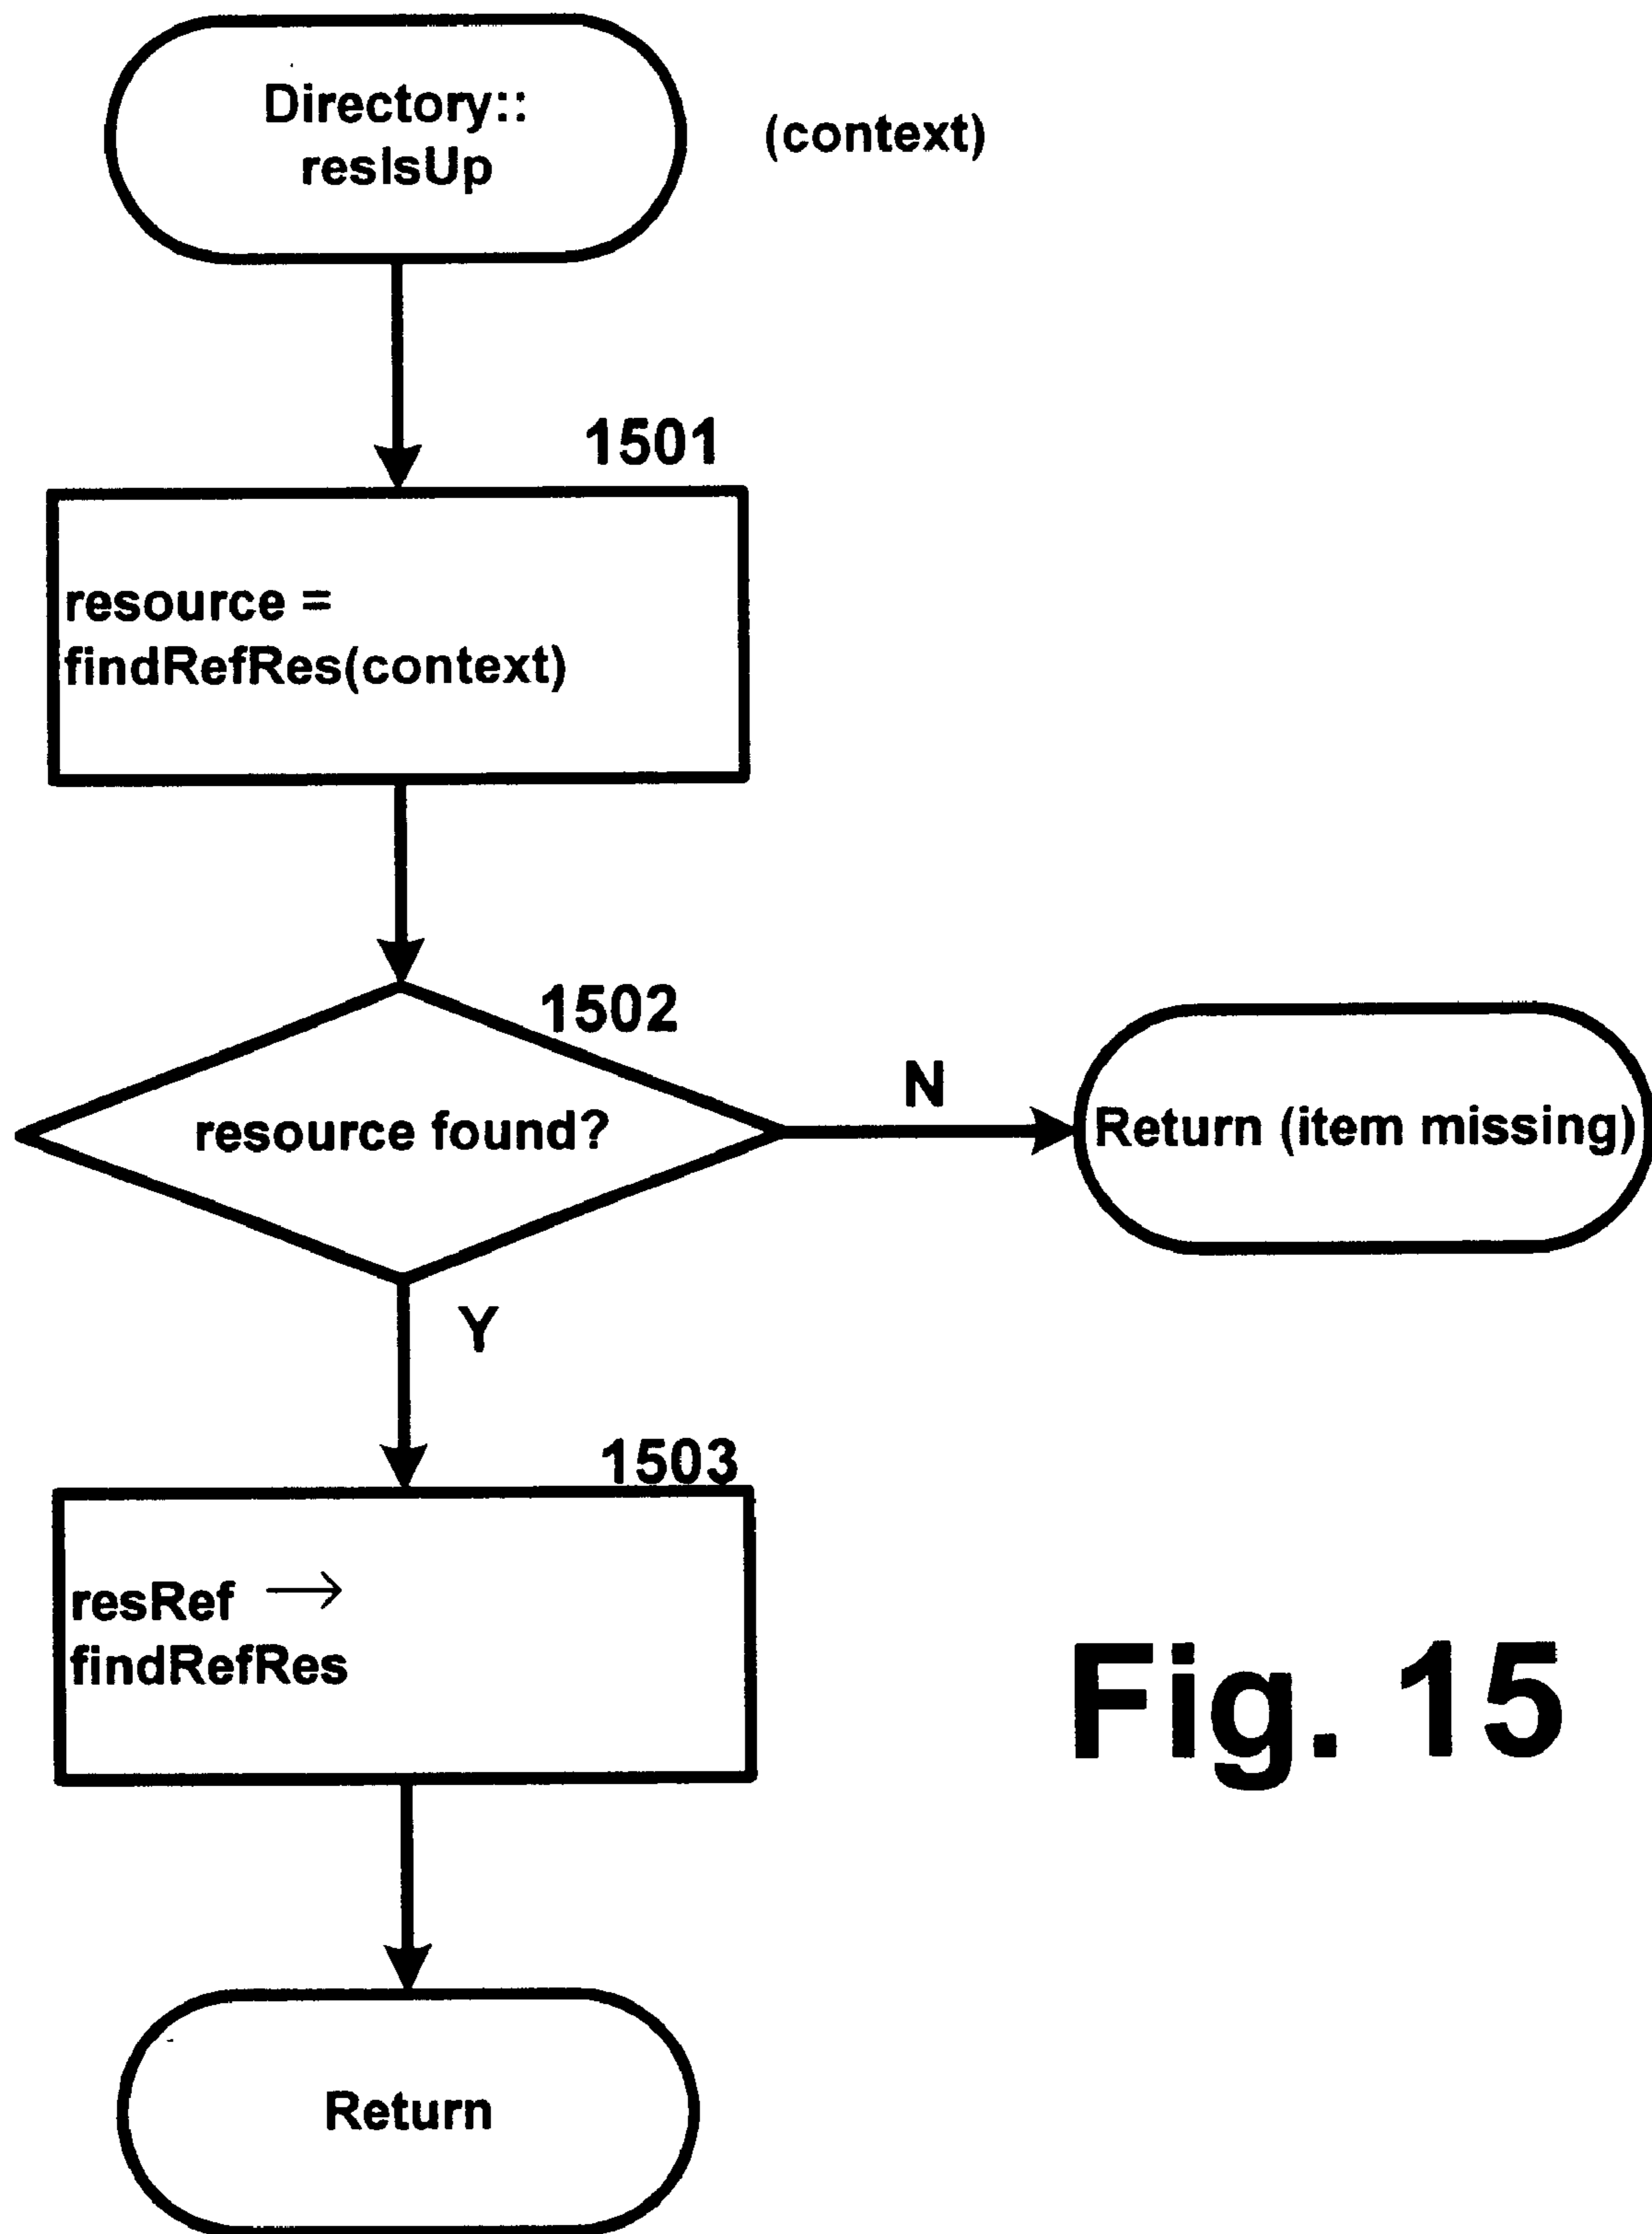 Directory::
resIsUp
(context)
1501
resource =
findRefRes(context)
1502
resource found?
N
Return (item missing)
Y
1503
resRef →
findRefRes
Fig. 15
Return